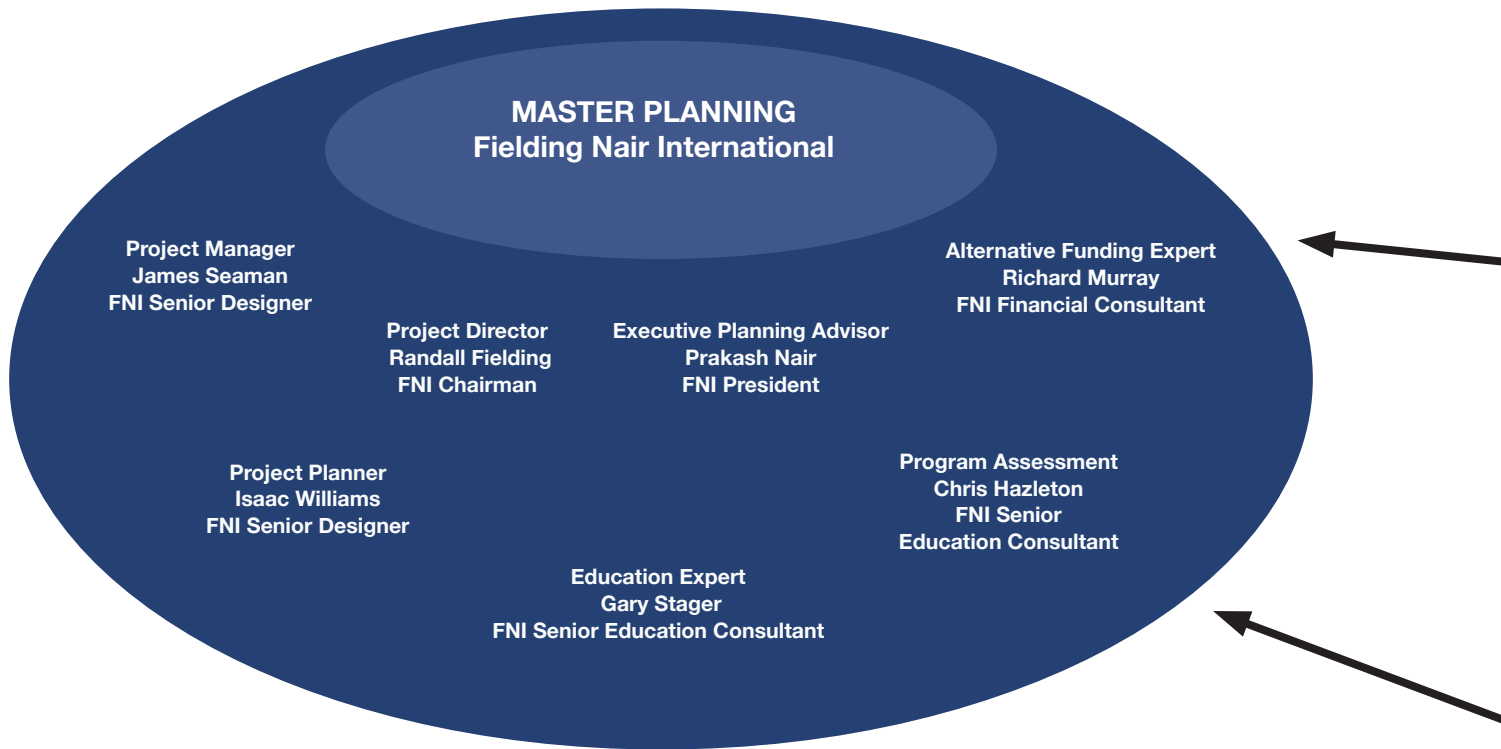 MASTER PLANNING
Fielding Nair International
Project Manager
James Seaman
FNI Senior Designer
Alternative Funding Expert
Richard Murray
FNI Financial Consultant
Project Director
Randall Fielding
FNI Chairman
Executive Planning Advisor
Prakash Nair
FNI President
Project Planner
Isaac Williams
FNI Senior Designer
Program Assessment
Chris Hazleton
FNI Senior
Education Consultant
Education Expert
Gary Stager
FNI Senior Education Consultant